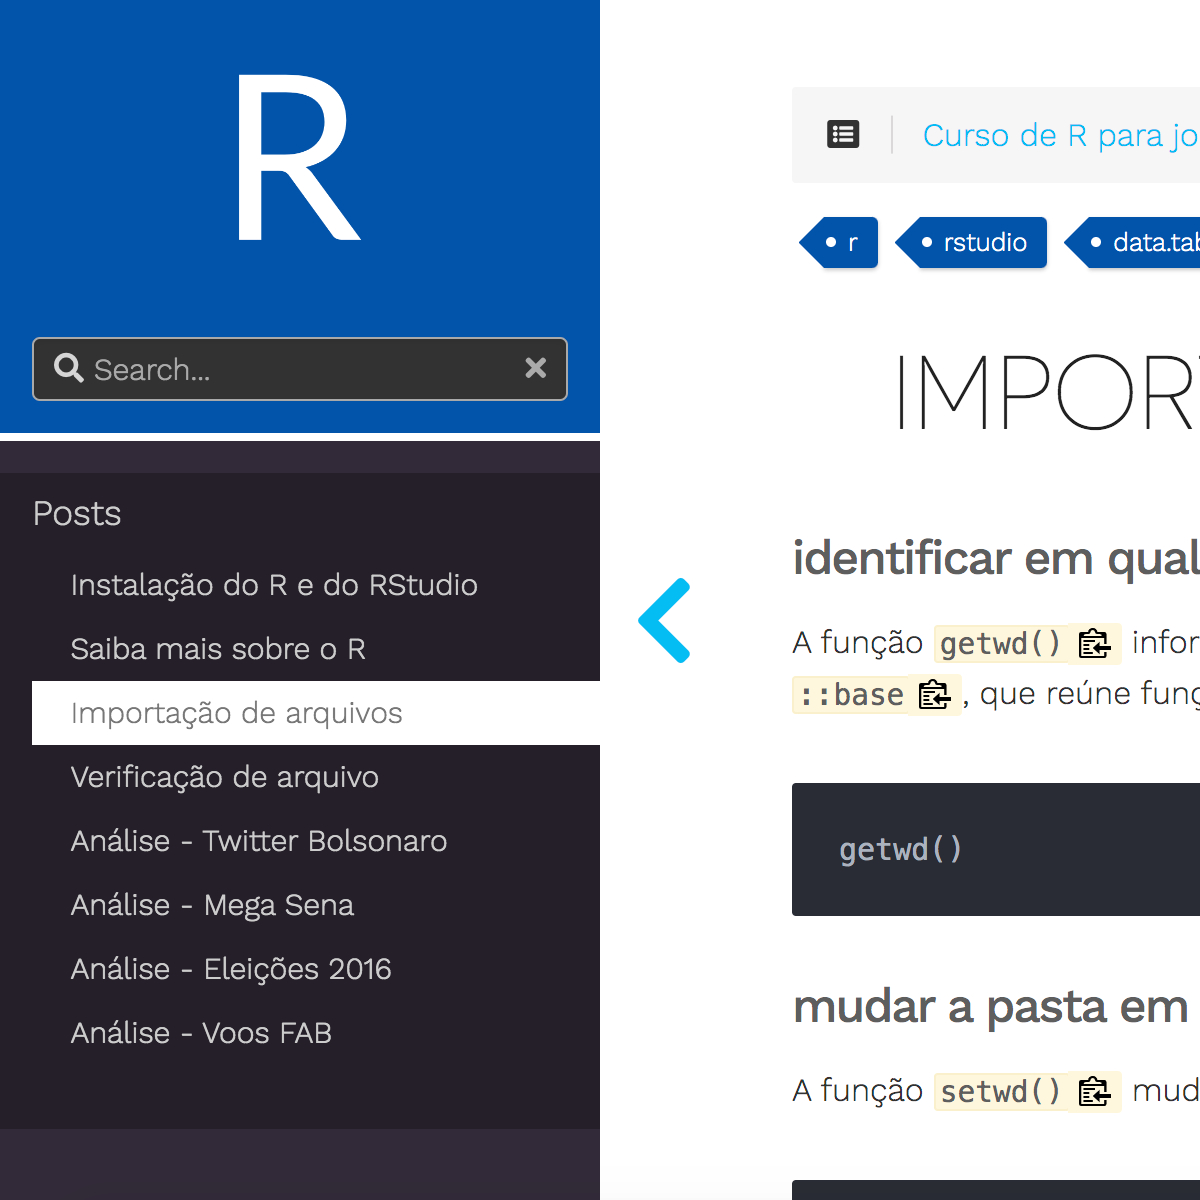 R
Search...
Posts
Instalação do R e do RStudio
Saiba mais sobre o R
Importação de arquivos
Verificação de arquivo
Análise - Twitter Bolsonaro
Análise - Mega Sena
Análise - Eleições 2016
Análise - Voos FAB
Curso de R para jo
r rstudio data.tab
IMPORT
identificar em qual
A função getwd() infor
::base , que reúne funç
getwd()
mudar a pasta em
A função setwd() mud